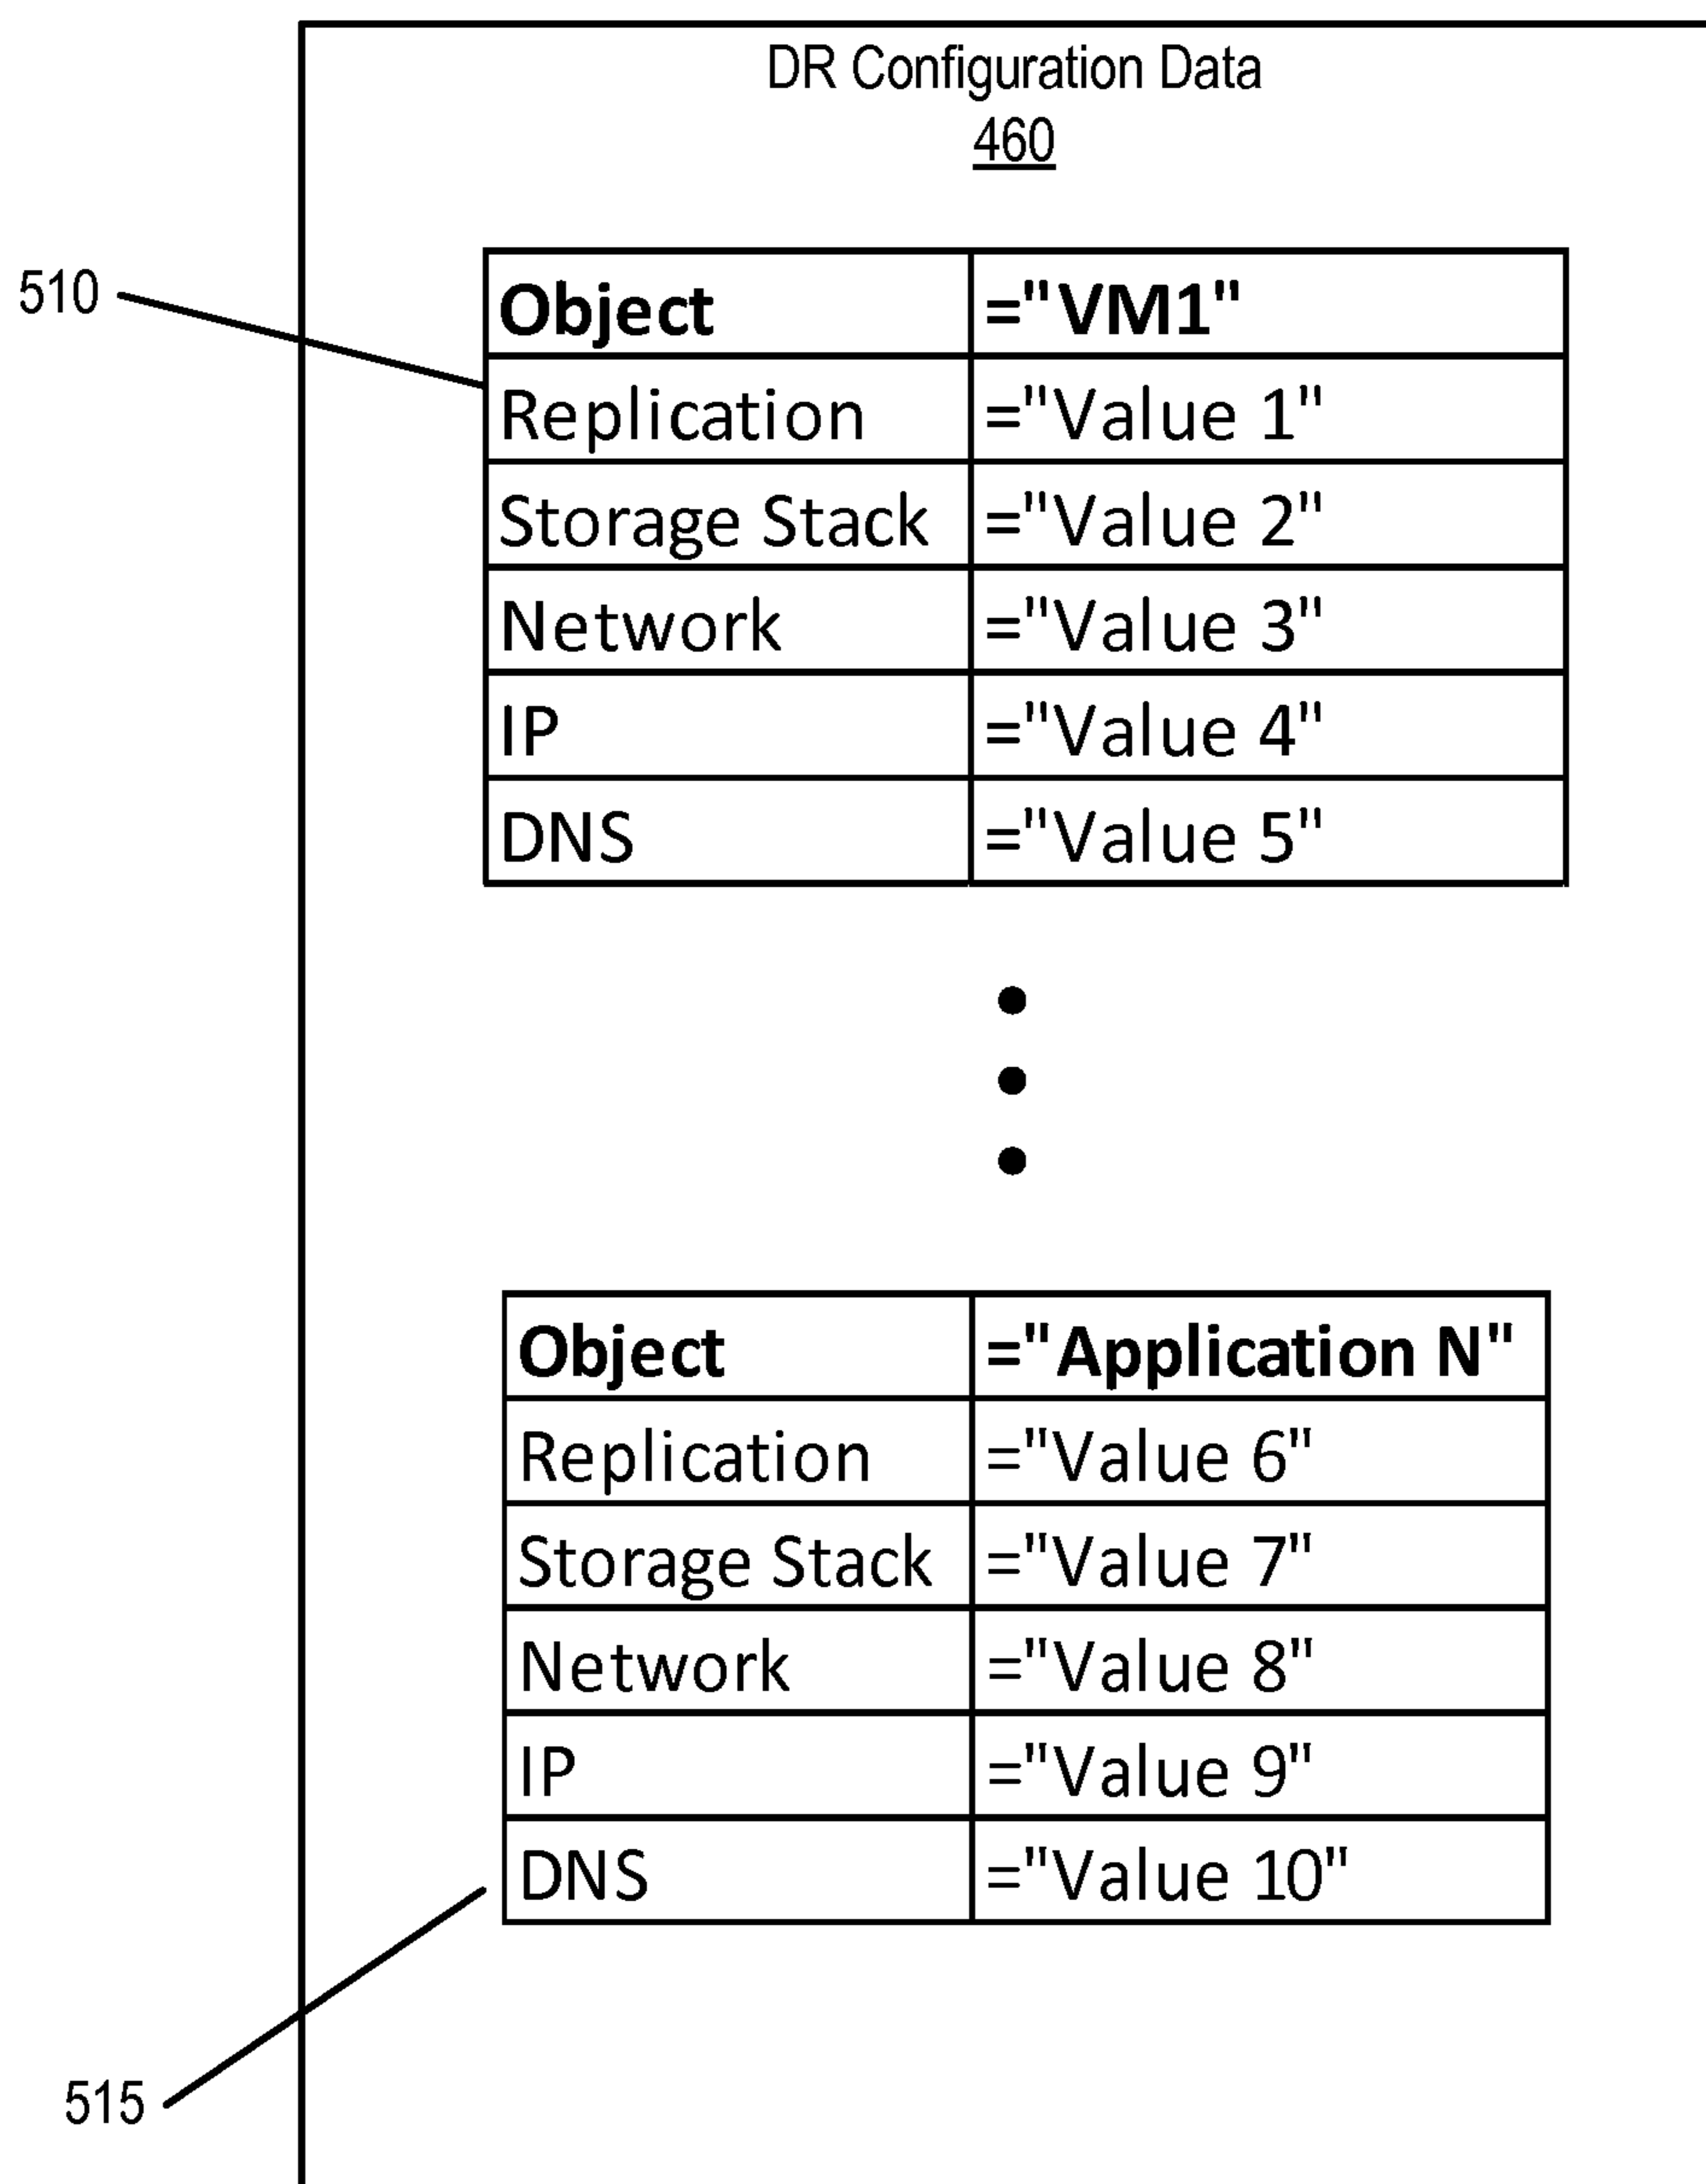 DR Configuration Data
460
510
Object ="VM1"
Replication ="Value 1"
Storage Stack ="Value 2"
Network ="Value 3"
IP ="Value 4"
DNS ="Value 5"
Object ="Application N"
Replication ="Value 6"
Storage Stack ="Value 7"
Network ="Value 8"
IP ="Value 9"
DNS ="Value 10"
515